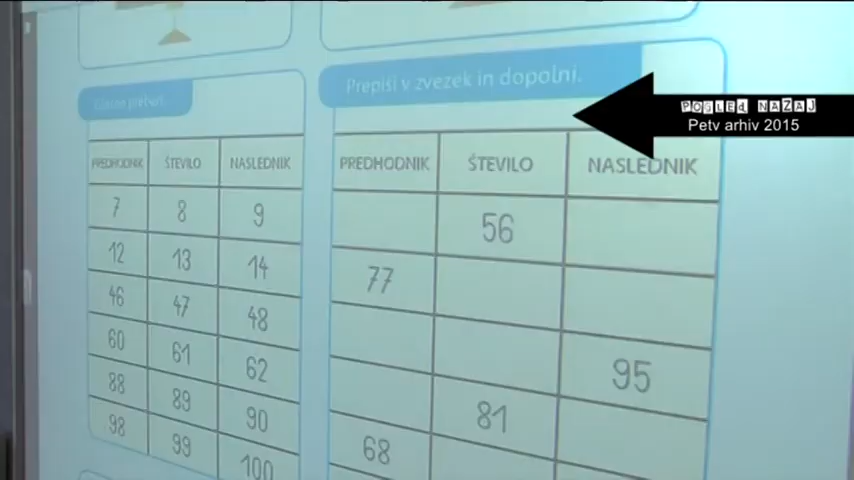 Prepiši v zvezek in dopolni.
POGLED NAZAJ
Petv arhiv 2015
PREDHODNIK ŠTEVILO NASLEDNIK
7 8 9
12 13 14
46 47 48
60 61 62
88 89 90
98 99 100
PREDHODNIK ŠTEVILO NASLEDNIK
56
77
95
81
68